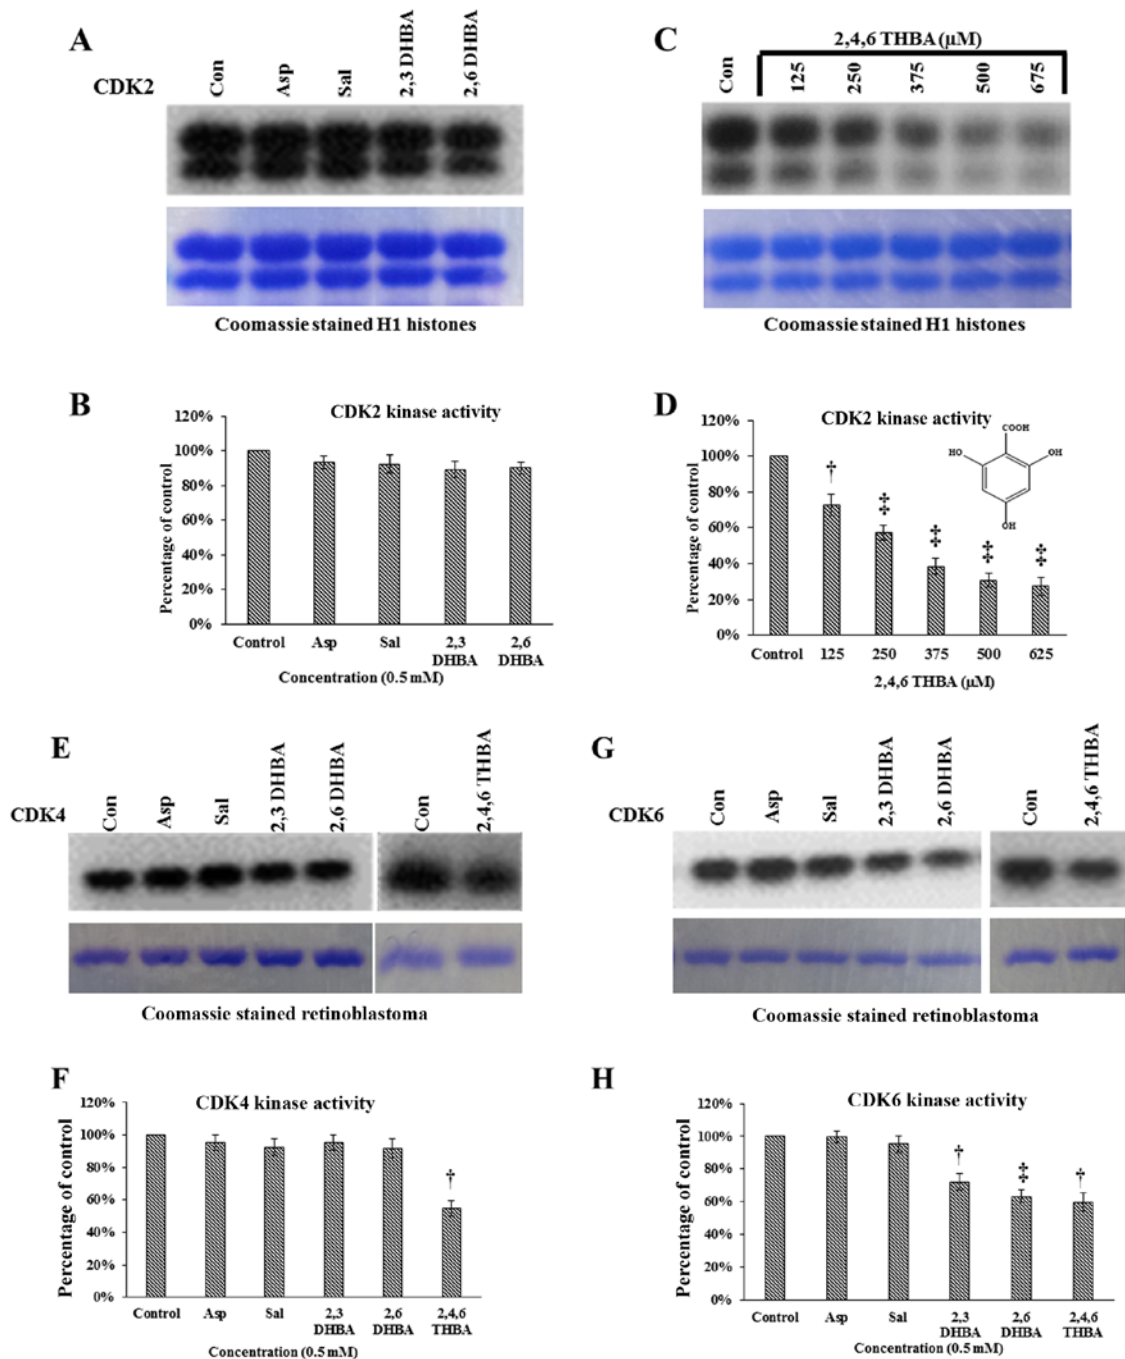 A
CDK2
Con
Asp
Sal
2,3 DHBA
2,6 DHBA
Coomassie stained H1 histones
C
2,4,6 THBA (µM)
Con
125
250
375
500
675
Coomassie stained H1 histones
B
CDK2 kinase activity
Percentage of control
120%
100%
80%
60%
40%
20%
0%
Control
Asp
Sal
2,3 DHBA
2,6 DHBA
Concentration (0.5 mM)
D
CDK2 kinase activity
Percentage of control
120%
100%
80%
60%
40%
20%
0%
†
‡
‡
‡
‡
COOH
HO
OH
OH
Control
125
250
375
500
625
2,4,6 THBA (µM)
E
CDK4
Con
Asp
Sal
2,3 DHBA
2,6 DHBA
Con
2,4,6 THBA
Coomassie stained retinoblastoma
G
CDK6
Con
Asp
Sal
2,3 DHBA
2,6 DHBA
Con
2,4,6 THBA
Coomassie stained retinoblastoma
F
CDK4 kinase activity
Percentage of control
120%
100%
80%
60%
40%
20%
0%
†
Control
Asp
Sal
2,3 DHBA
2,6 DHBA
2,4,6 THBA
Concentration (0.5 mM)
H
CDK6 kinase activity
Percentage of control
120%
100%
80%
60%
40%
20%
0%
†
‡
†
Control
Asp
Sal
2,3 DHBA
2,6 DHBA
2,4,6 THBA
Concentration (0.5 mM)